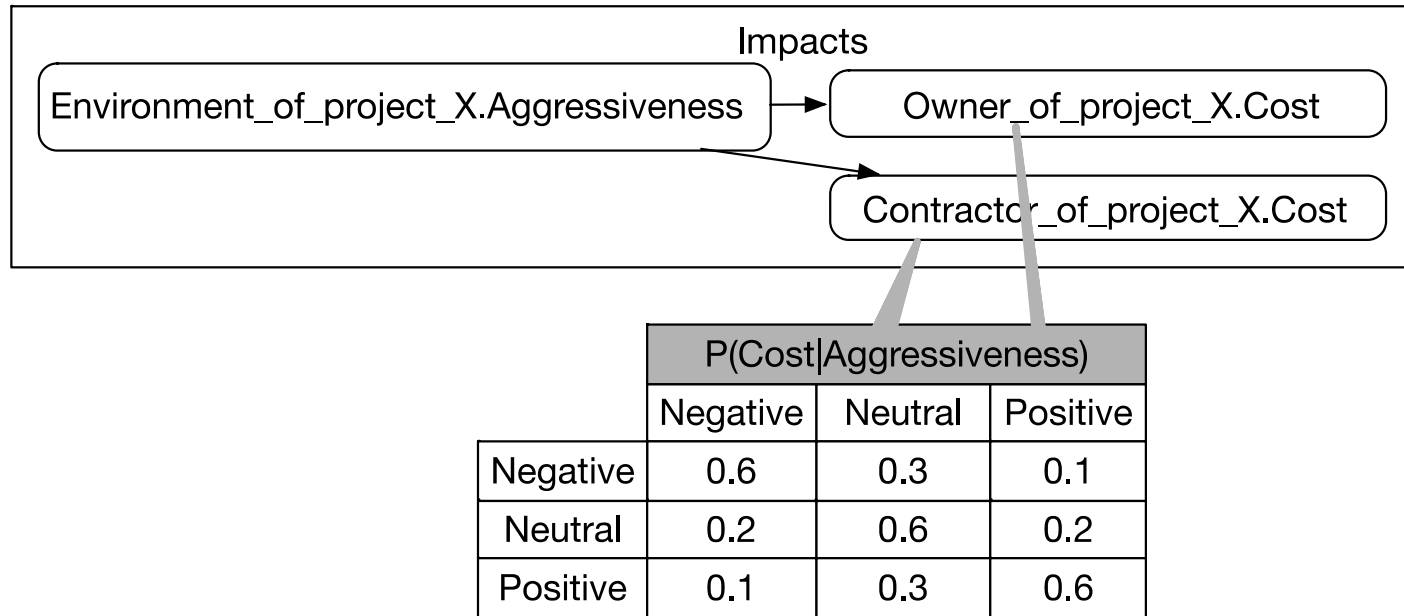 Impacts
Environment_of_project_X.Aggressiveness
Owner_of_project_X.Cost
Contractor_of_project_X.Cost
P(Cost|Aggressiveness)
Negative Neutral Positive
Negative 0.6 0.3 0.1
Neutral 0.2 0.6 0.2
Positive 0.1 0.3 0.6